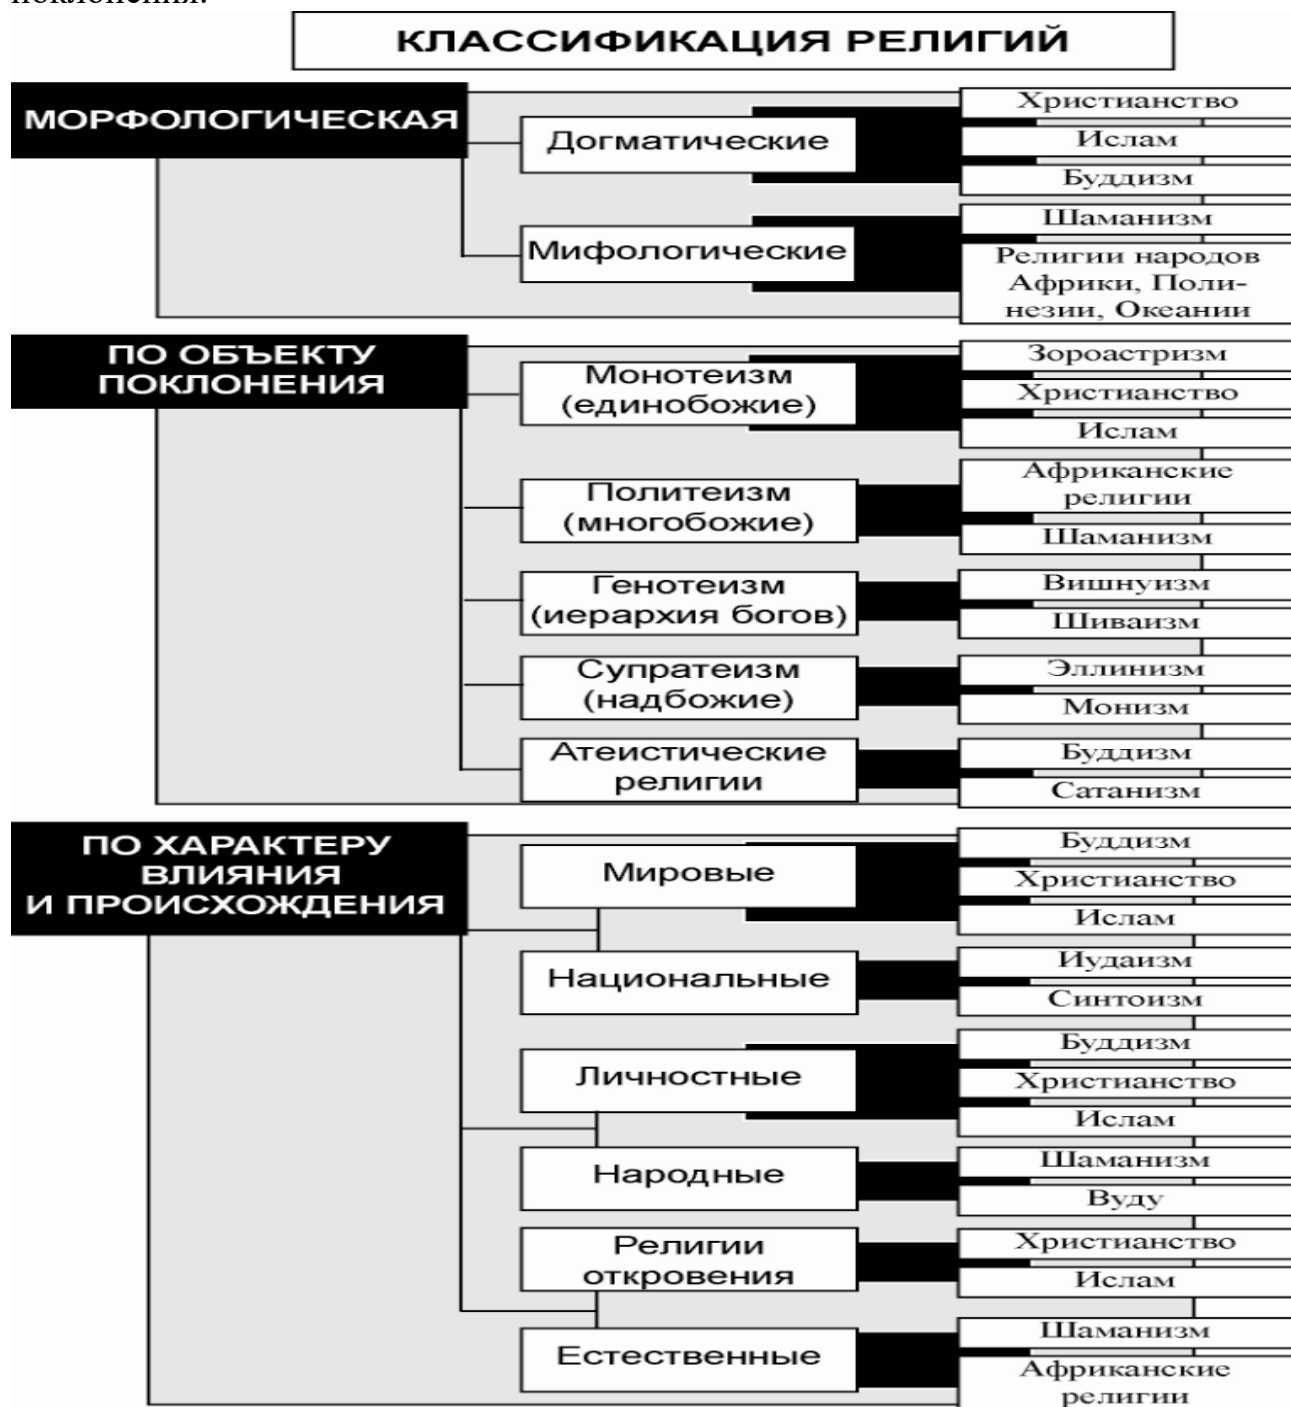 поклонения.
КЛАССИФИКАЦИЯ РЕЛИГИЙ
МОРФОЛОГИЧЕСКАЯ
Догматические
Христианство
Ислам
Буддизм
Мифологические
Шаманизм
Религии народов
Африки, Поли-
незии, Океании
ПО ОБЪЕКТУ
ПОКЛОНЕНИЯ
Монотеизм
(единобожие)
Зороастризм
Христианство
Ислам
Политеизм
(многобожие)
Африканские
религии
Шаманизм
Генотеизм
(иерархия богов)
Вишнуизм
Шиваизм
Супратеизм
(надбожие)
Эллинизм
Монизм
Атеистические
религии
Буддизм
Сатанизм
ПО ХАРАКТЕРУ
ВЛИЯНИЯ
И ПРОИСХОЖДЕНИЯ
Мировые
Буддизм
Христианство
Ислам
Национальные
Иудаизм
Синтоизм
Личностные
Буддизм
Христианство
Ислам
Народные
Шаманизм
Вуду
Религии
откровения
Христианство
Ислам
Естественные
Шаманизм
Африканские
религии